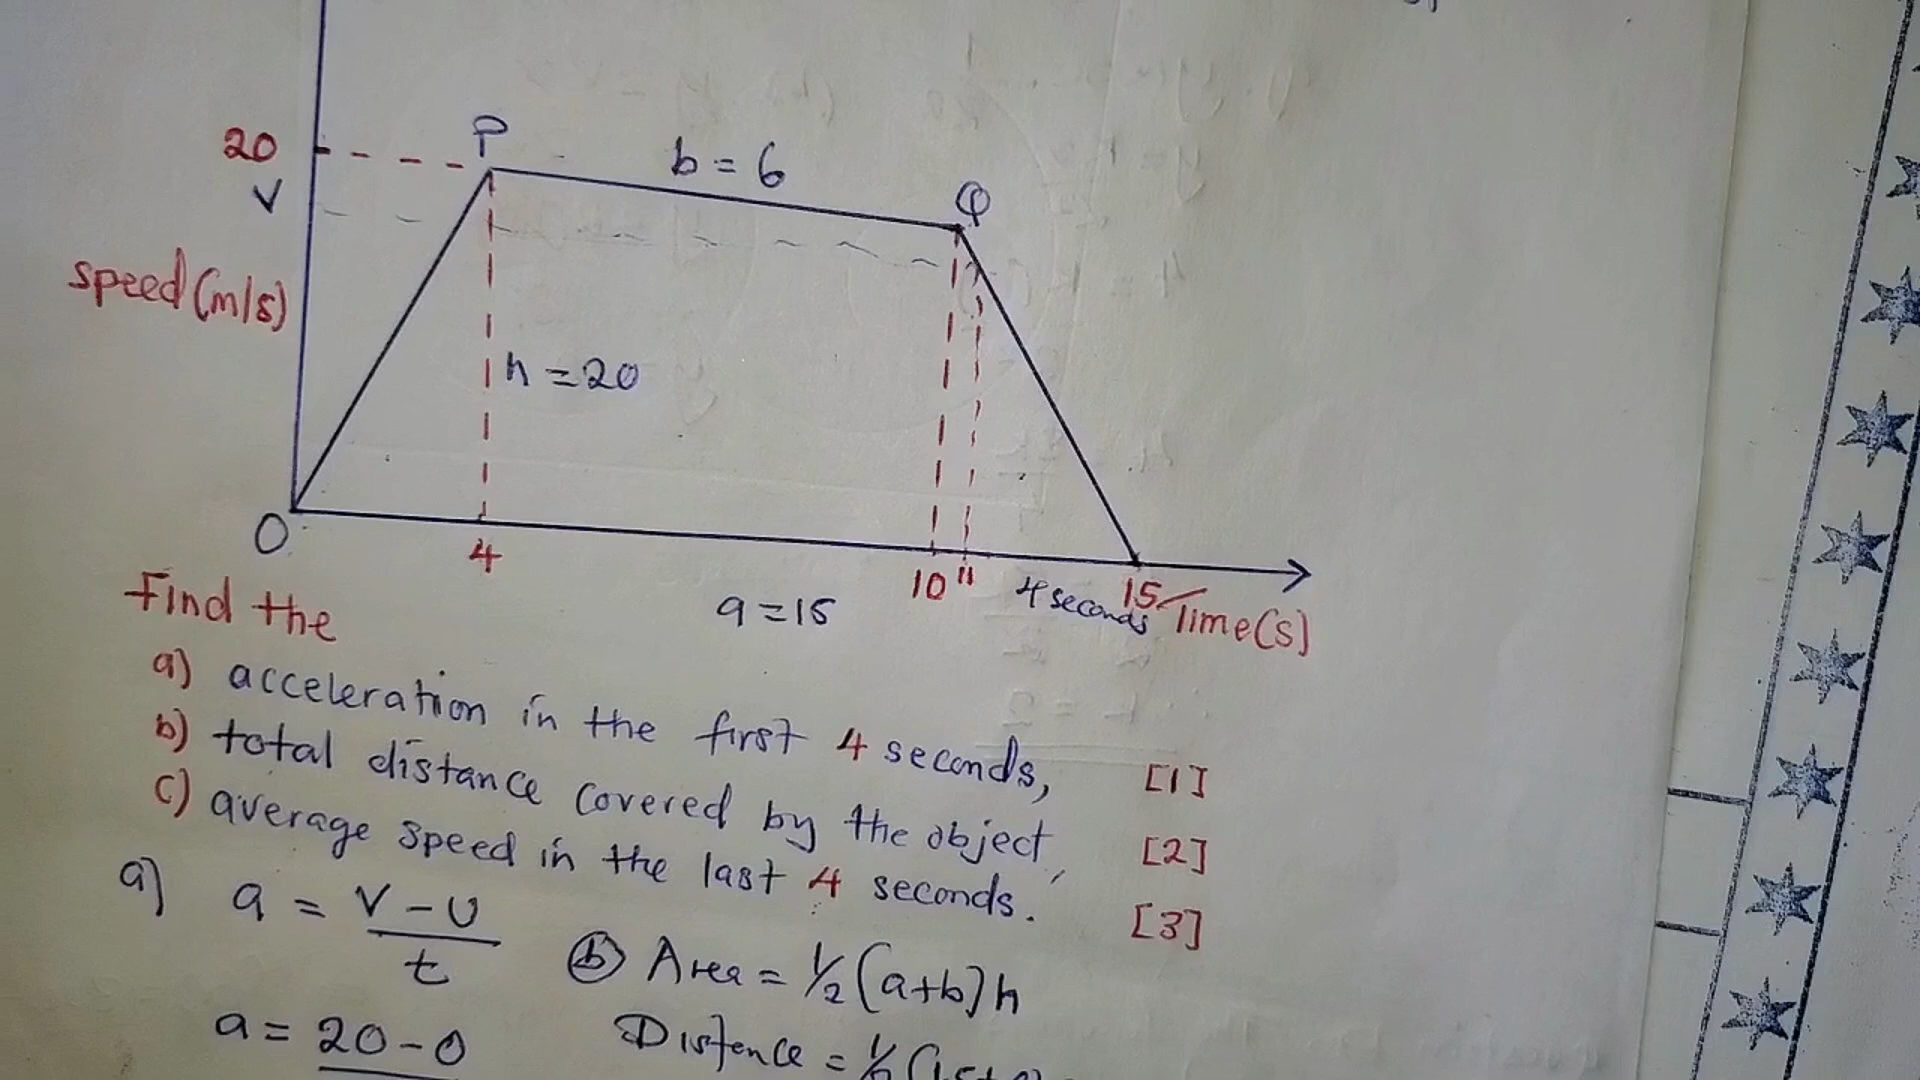 20
P
b = 6
V
Q
speed(m/s)
h = 20
O
4
10
11
4 seconds
15
Time(s)
a = 15
Find the
a) acceleration in the first 4 seconds, [1]
b) total distance covered by the object, [2]
c) average speed in the last 4 seconds. [3]
a) a = V - U
t
b Area = 1/2 (a+b) h
a = 20 - 0
Distance =